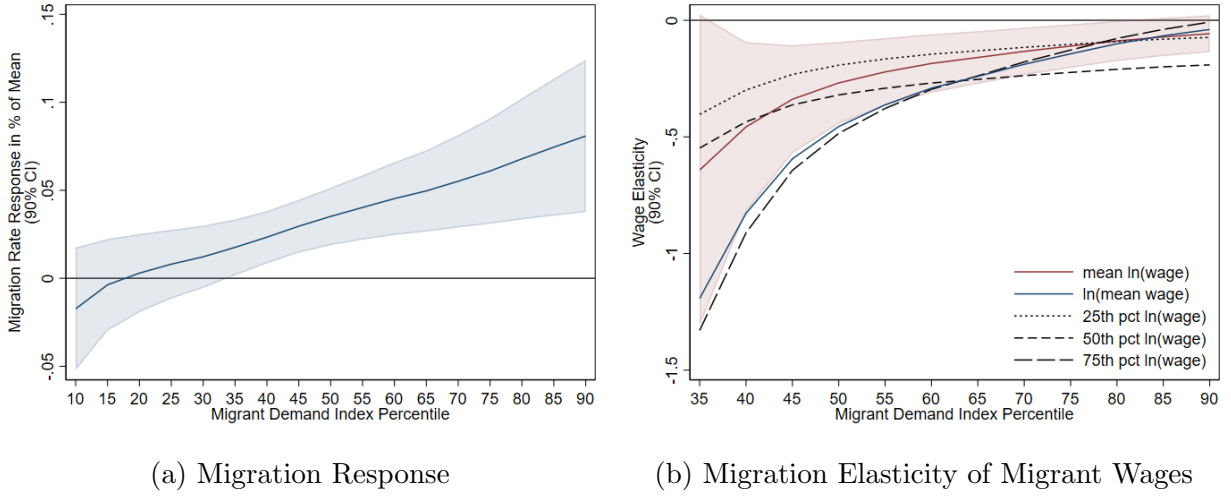 Migration Rate Response in % of Mean
(90% CI)
.15
.1
.05
0
-.05
10 15 20 25 30 35 40 45 50 55 60 65 70 75 80 85 90
Migrant Demand Index Percentile
(a) Migration Response
Wage Elasticity
(90% CI)
0
-.5
-1
-1.5
mean ln(wage)
ln(mean wage)
25th pct ln(wage)
50th pct ln(wage)
75th pct ln(wage)
35 40 45 50 55 60 65 70 75 80 85 90
Migrant Demand Index Percentile
(b) Migration Elasticity of Migrant Wages